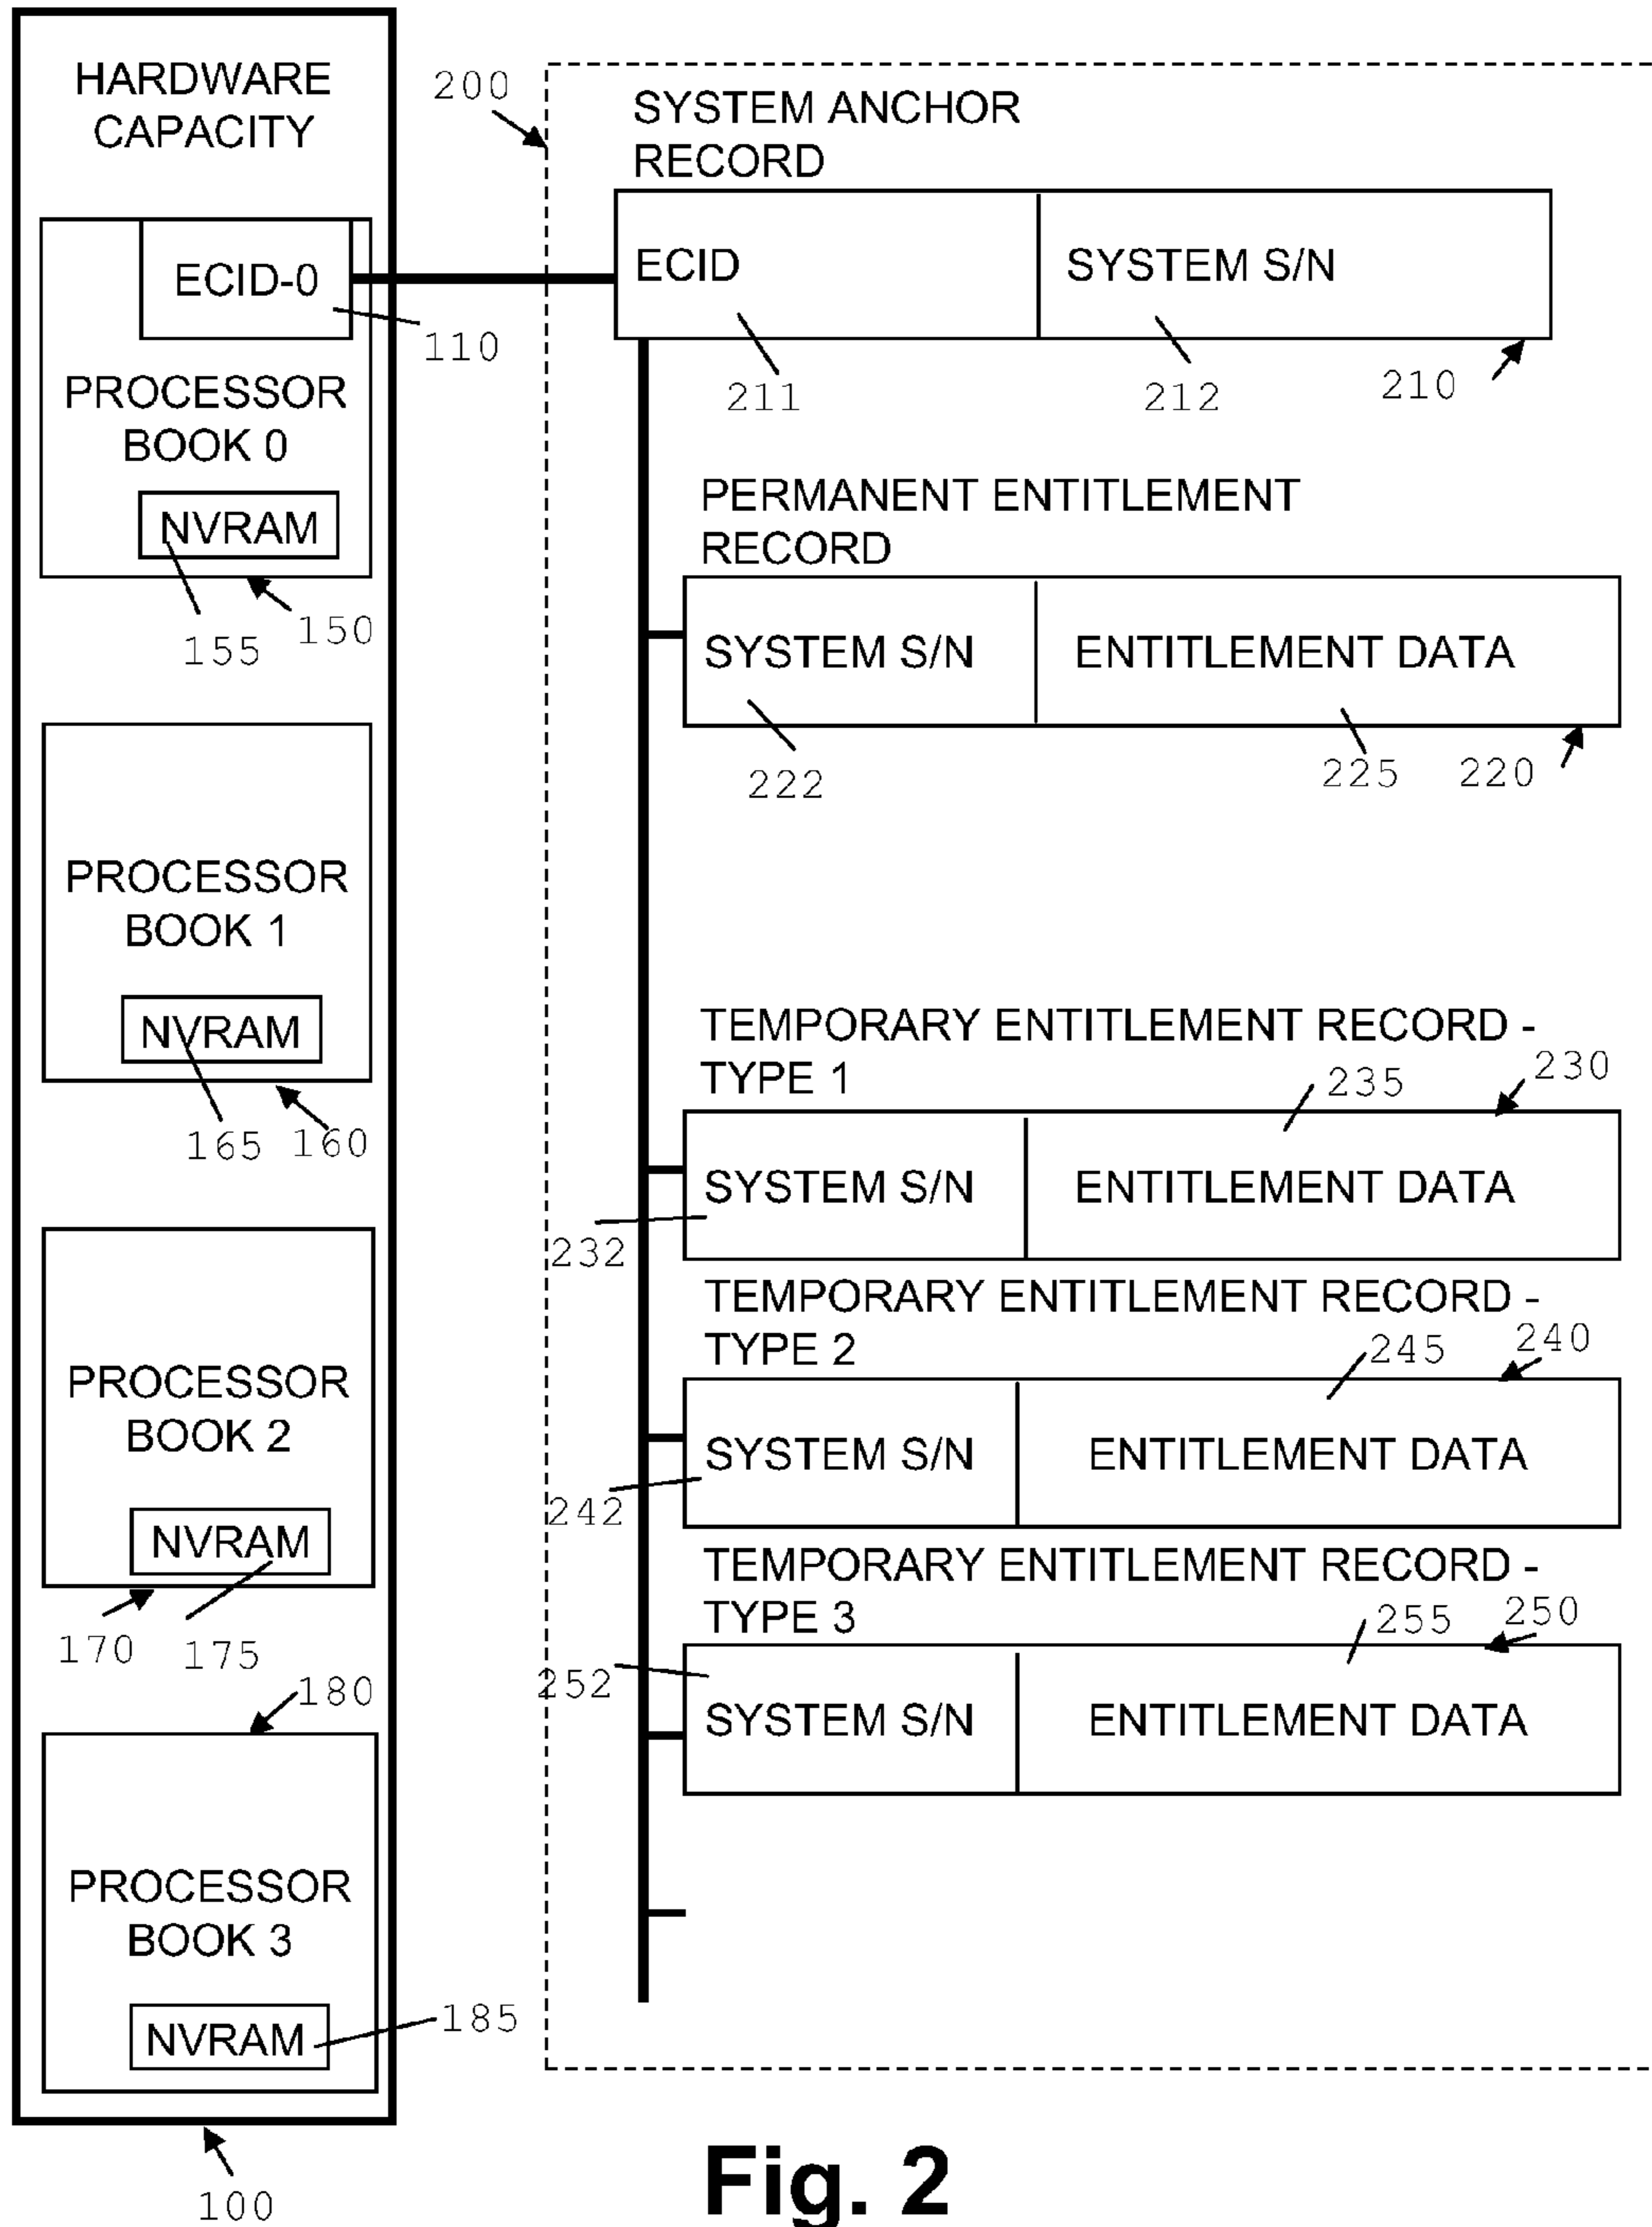 HARDWARE
CAPACITY
ECID-0
110
PROCESSOR
BOOK 0
NVRAM
155
150
PROCESSOR
BOOK 1
NVRAM
165
160
PROCESSOR
BOOK 2
NVRAM
170
175
180
PROCESSOR
BOOK 3
NVRAM
185
100
200
SYSTEM ANCHOR
RECORD
ECID
SYSTEM S/N
211
212
210
PERMANENT ENTITLEMENT
RECORD
SYSTEM S/N
ENTITLEMENT DATA
222
225
220
TEMPORARY ENTITLEMENT RECORD -
TYPE 1
235
230
SYSTEM S/N
ENTITLEMENT DATA
232
TEMPORARY ENTITLEMENT RECORD -
TYPE 2
245
240
SYSTEM S/N
ENTITLEMENT DATA
242
TEMPORARY ENTITLEMENT RECORD -
TYPE 3
255
250
252
SYSTEM S/N
ENTITLEMENT DATA
Fig. 2